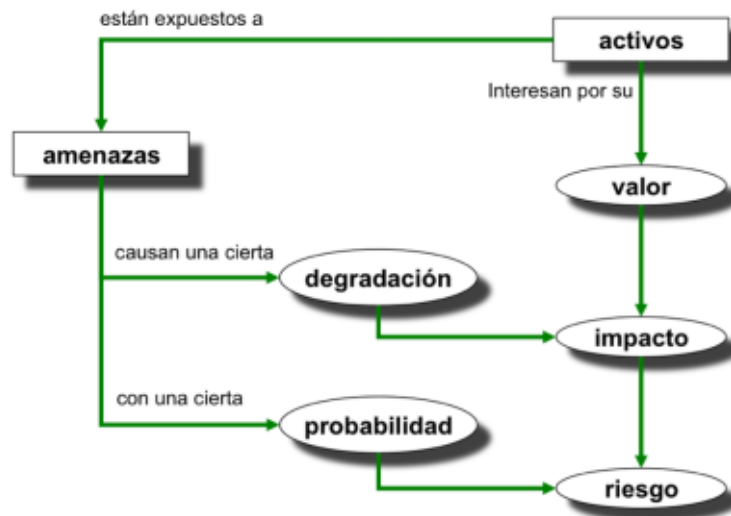 están expuestos a
activos
Interesan por su
amenazas
valor
causan una cierta
degradación
impacto
con una cierta
probabilidad
riesgo